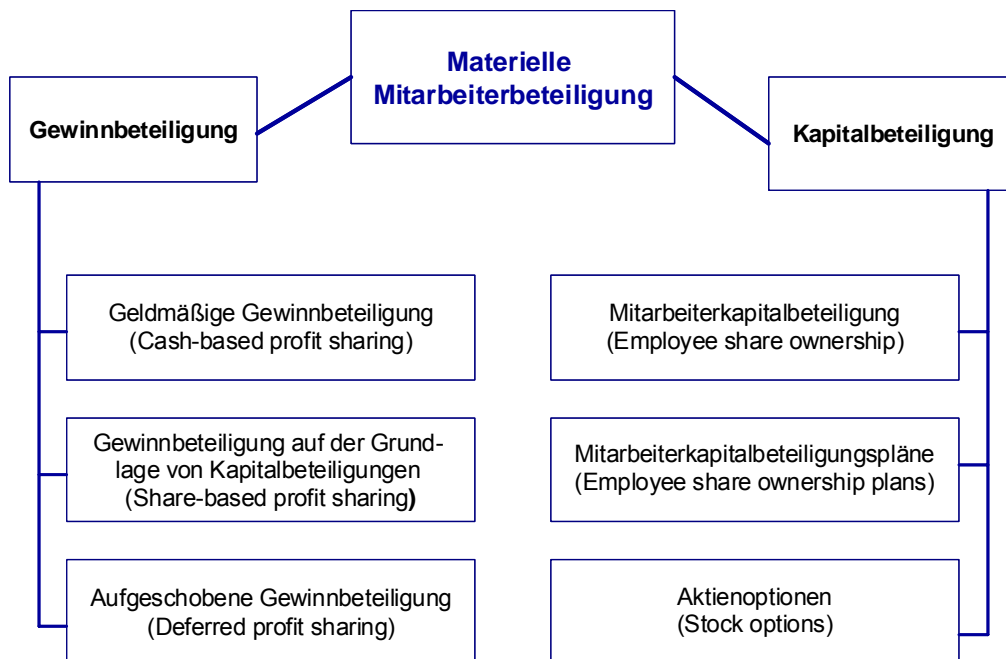 Materielle
Mitarbeiterbeteiligung
Gewinnbeteiligung
Kapitalbeteiligung
Geldmäßige Gewinnbeteiligung
(Cash-based profit sharing)
Gewinnbeteiligung auf der Grund-
lage von Kapitalbeteiligungen
(Share-based profit sharing)
Aufgeschobene Gewinnbeteiligung
(Deferred profit sharing)
Mitarbeiterkapitalbeteiligung
(Employee share ownership)
Mitarbeiterkapitalbeteiligungspläne
(Employee share ownership plans)
Aktienoptionen
(Stock options)